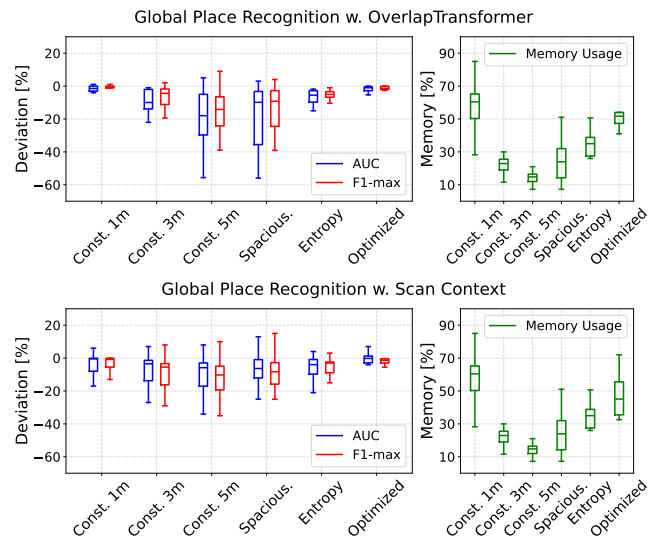 Global Place Recognition w. OverlapTransformer
Deviation [%]
20
0
−20
−40
−60
AUC
F1-max
Const. 1m
Const. 3m
Const. 5m
Spacious.
Entropy
Optimized
Memory [%]
90
70
50
30
10
Memory Usage
Const. 1m
Const. 3m
Const. 5m
Spacious.
Entropy
Optimized
Global Place Recognition w. Scan Context
Deviation [%]
20
0
−20
−40
−60
AUC
F1-max
Const. 1m
Const. 3m
Const. 5m
Spacious.
Entropy
Optimized
Memory [%]
90
70
50
30
10
Memory Usage
Const. 1m
Const. 3m
Const. 5m
Spacious.
Entropy
Optimized